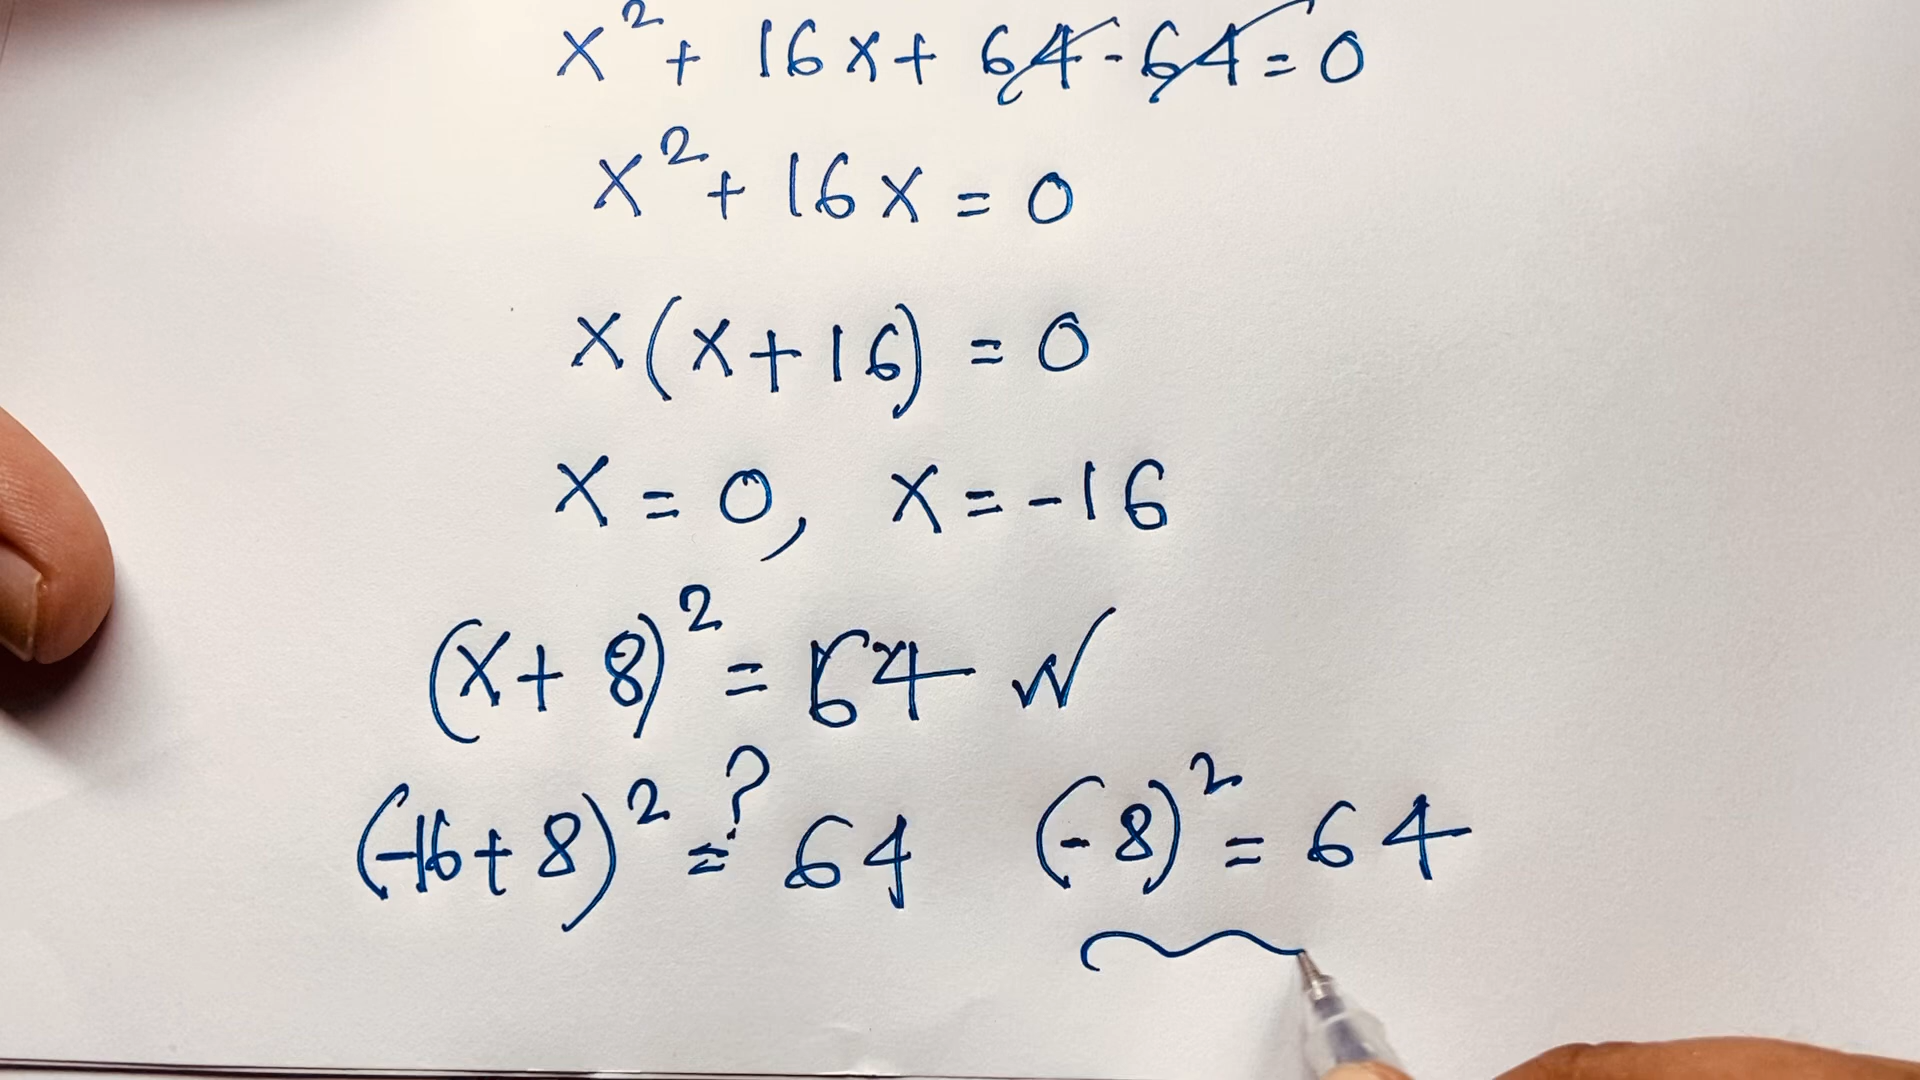 x² + 16x + 64 - 64 = 0
x² + 16x = 0
x(x+16) = 0
x = 0, x = -16
(x+8)² = 64 ✓
(-16+8)² =? 64 (-8)² = 64